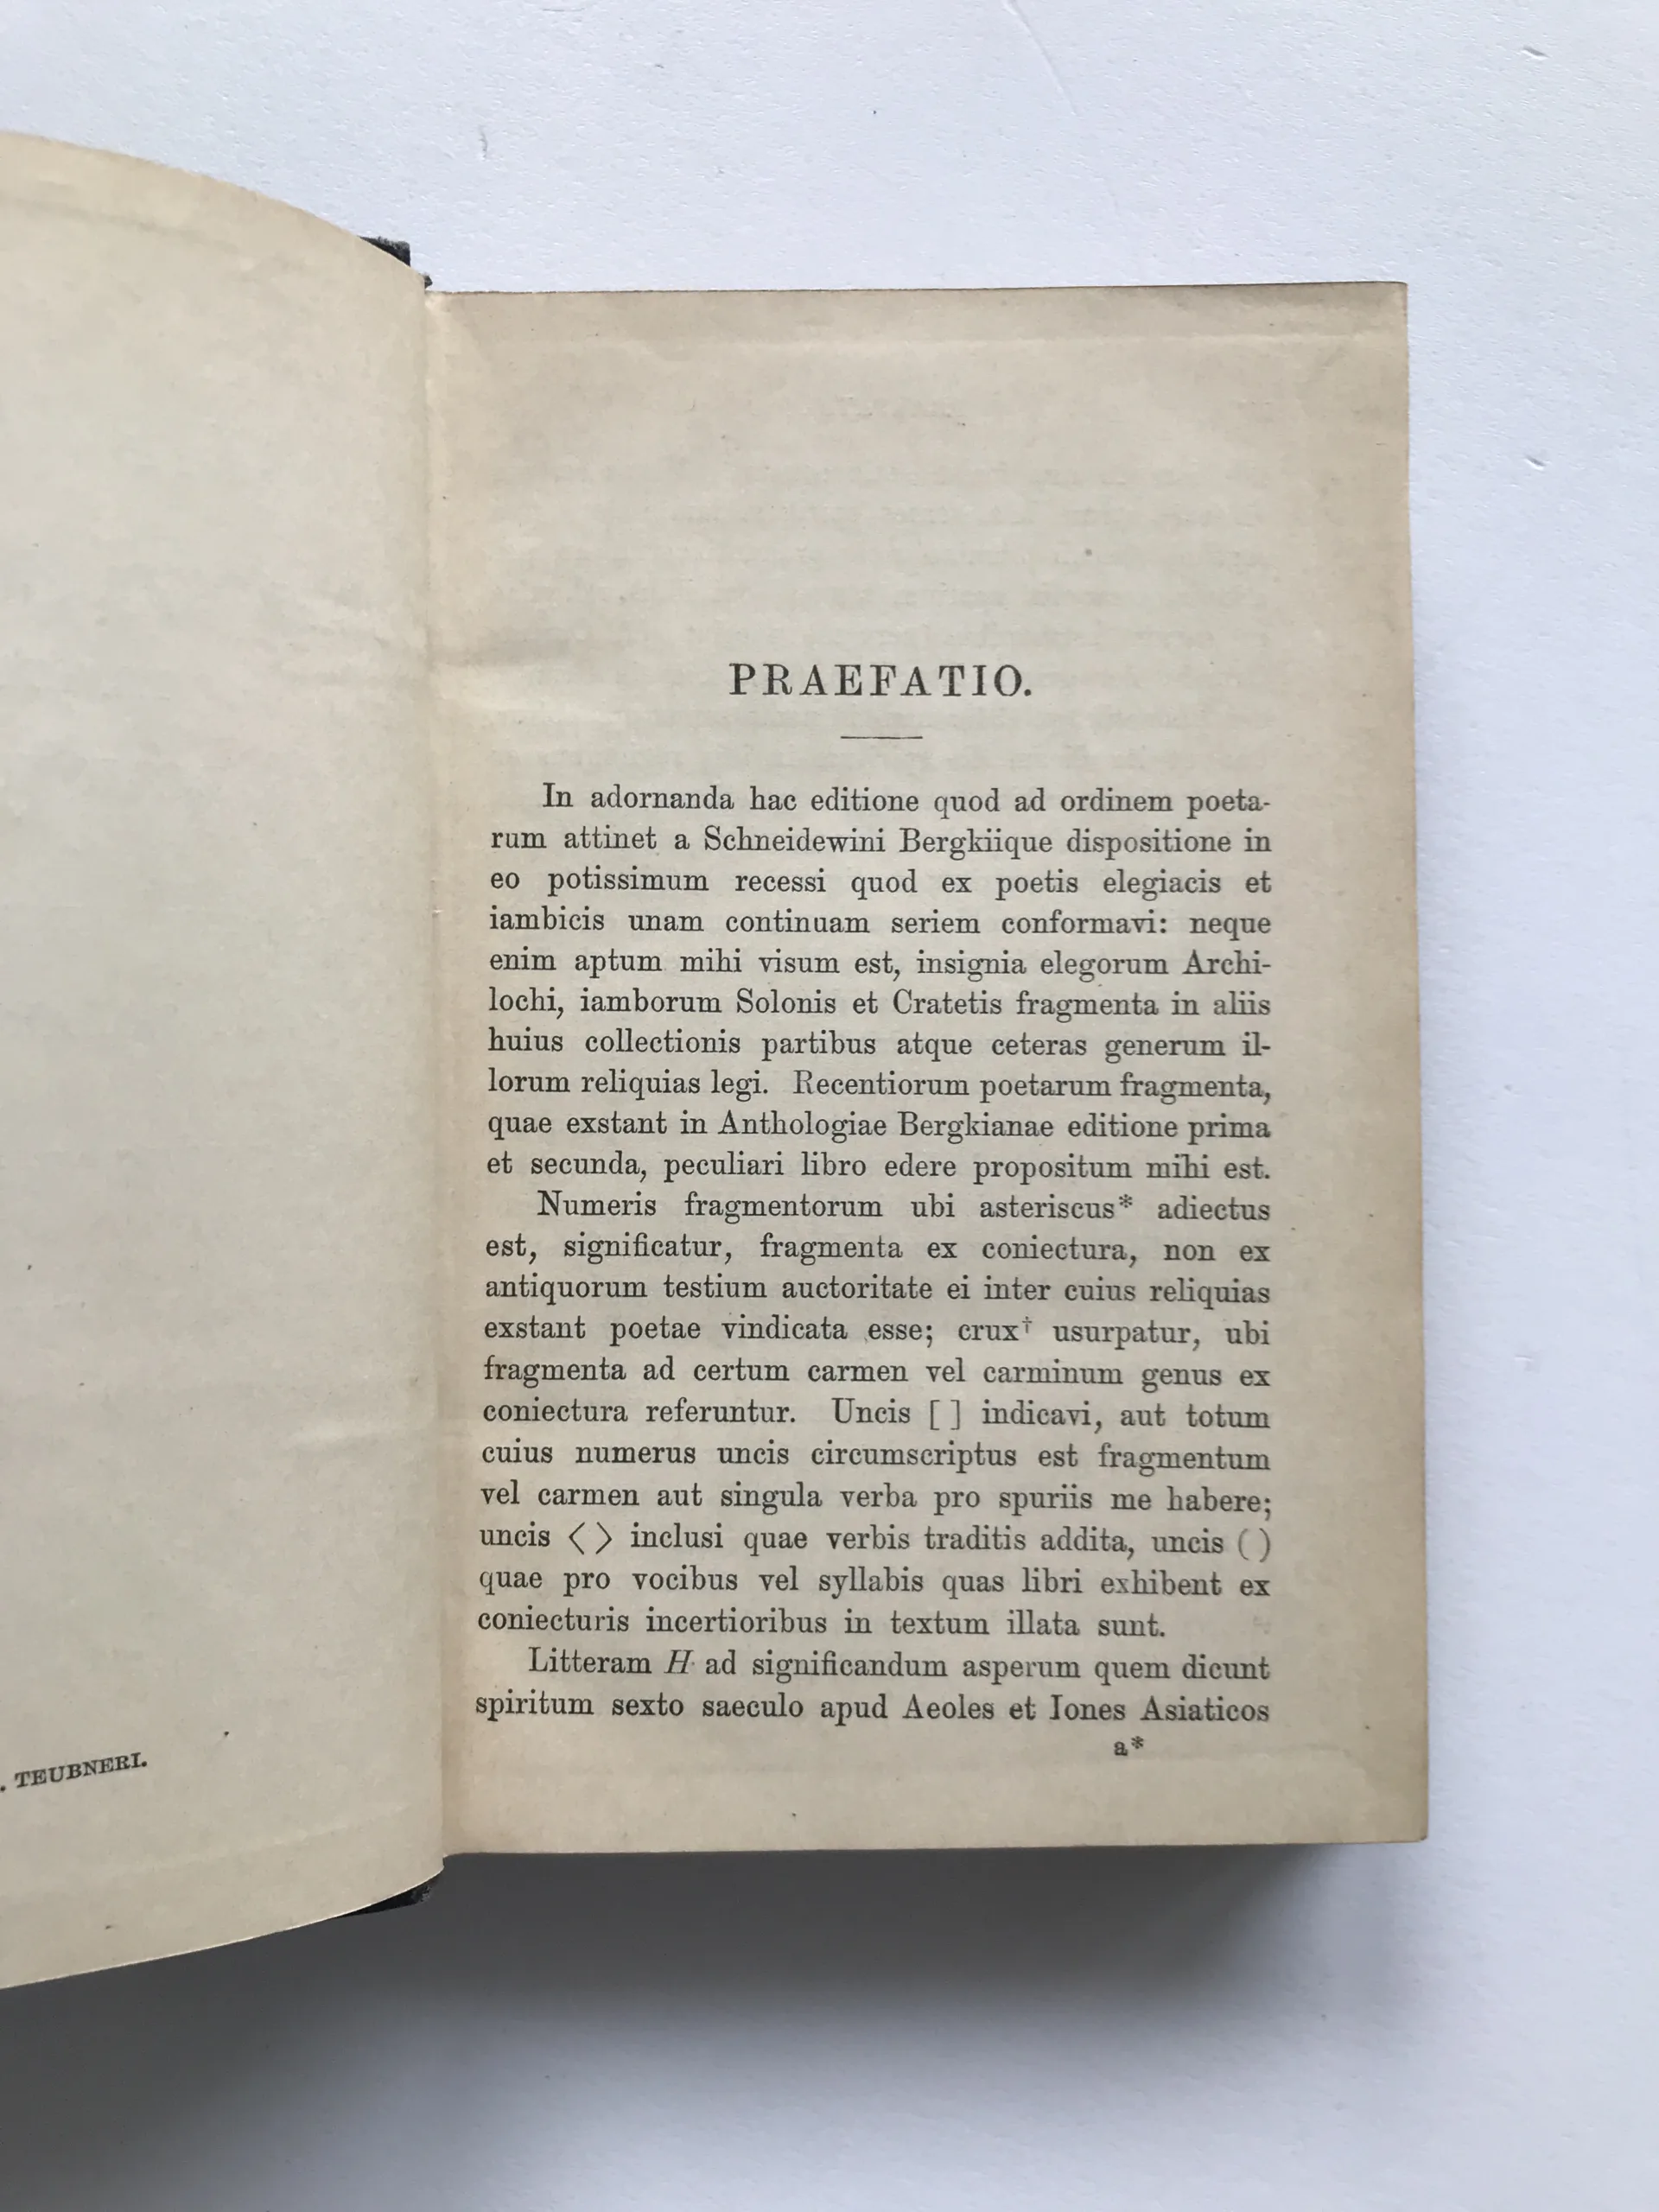 . TEUBNERI.
PRAEFATIO.
In adornanda hac editione quod ad ordinem poeta-
rum attinet a Schneidewini Bergkiique dispositione in
eo potissimum recessi quod ex poetis elegiacis et
iambicis unam continuam seriem conformavi: neque
enim aptum mihi visum est, insignia elegorum Archi-
lochi, iamborum Solonis et Cratetis fragmenta in aliis
huius collectionis partibus atque ceteras generum il-
lorum reliquias legi. Recentiorum poetarum fragmenta,
quae exstant in Anthologiae Bergkianae editione prima
et secunda, peculiari libro edere propositum mihi est.
Numeris fragmentorum ubi asteriscus* adiectus
est, significatur, fragmenta ex coniectura, non ex
antiquorum testium auctoritate ei inter cuius reliquias
exstant poetae vindicata esse; crux† usurpatur, ubi
fragmenta ad certum carmen vel carminum genus ex
coniectura referuntur. Uncis [ ] indicavi, aut totum
cuius numerus uncis circumscriptus est fragmentum
vel carmen aut singula verba pro spuriis me habere;
uncis ⟨ ⟩ inclusi quae verbis traditis addita, uncis ( )
quae pro vocibus vel syllabis quas libri exhibent ex
coniecturis incertioribus in textum illata sunt.
Litteram H ad significandum asperum quem dicunt
spiritum sexto saeculo apud Aeoles et Iones Asiaticos
a*